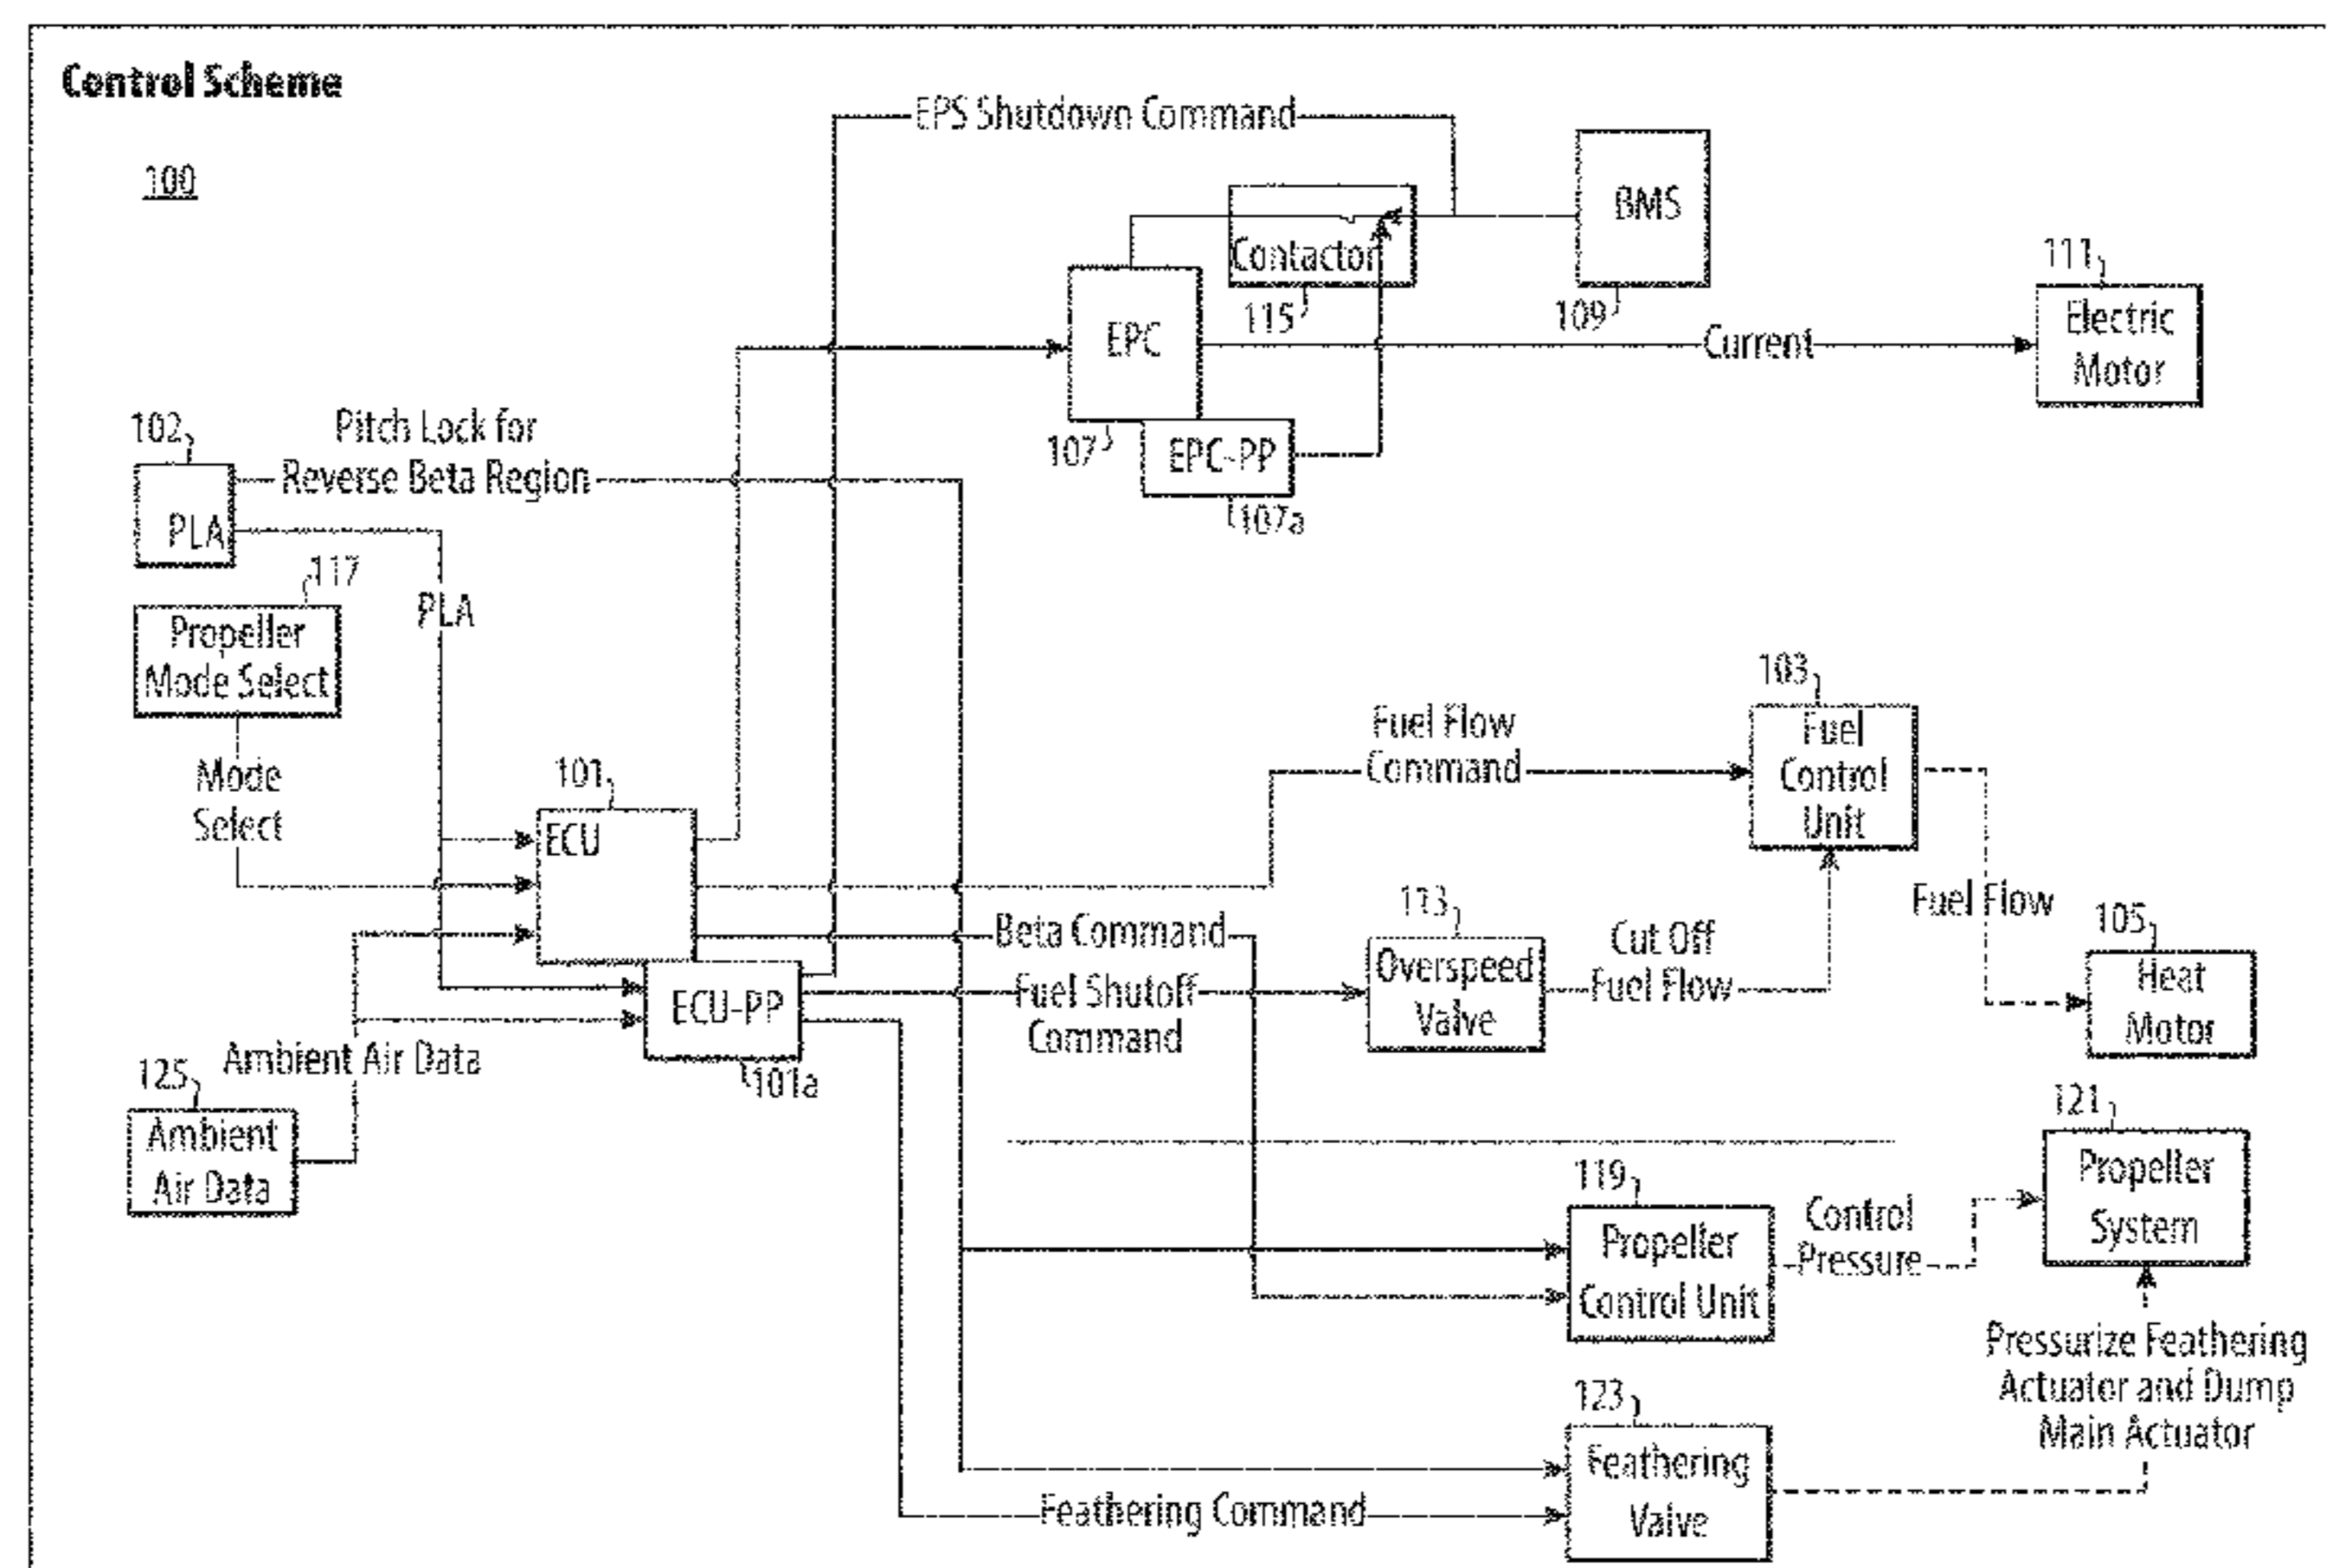 Control Scheme
100
EPS Shutdown Command
BMS
Contactor
115
109
111
Electric
Motor
EPC
Current
107
EPC-PP
107a
102
Pitch Lock for
Reverse Beta Region
PLA
117
PLA
Propeller
Mode Select
Mode
Select
101
ECU
103
Fuel Flow
Command
Fuel
Control
Unit
Beta Command
113
Cut Off
Fuel Flow
Fuel Flow
105
Overspeed
Valve
Heat
Motor
ECU-PP
Fuel Shutoff
Command
101a
Ambient Air Data
125
Ambient
Air Data
121
Propeller
System
119
Propeller
Control Unit
Control
Pressure
Pressurize Feathering
Actuator and Dump
Main Actuator
123
Feathering
Valve
Feathering Command